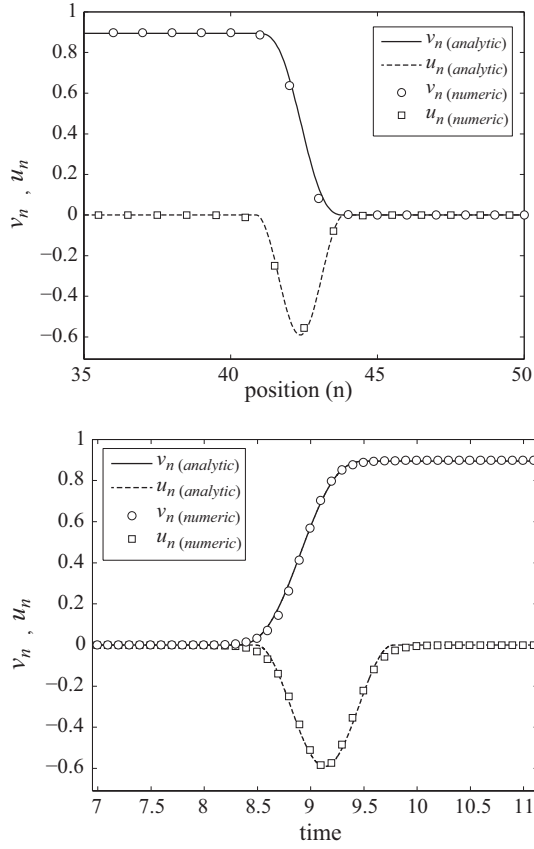 1
0.8
0.6
0.4
0.2
0
−0.2
−0.4
−0.6
v_n , u_n
v_n (analytic)
u_n (analytic)
v_n (numeric)
u_n (numeric)
35 40 45 50
position (n)
1
0.8
0.6
0.4
0.2
0
−0.2
−0.4
−0.6
v_n , u_n
v_n (analytic)
u_n (analytic)
v_n (numeric)
u_n (numeric)
7 7.5 8 8.5 9 9.5 10 10.5 11
time